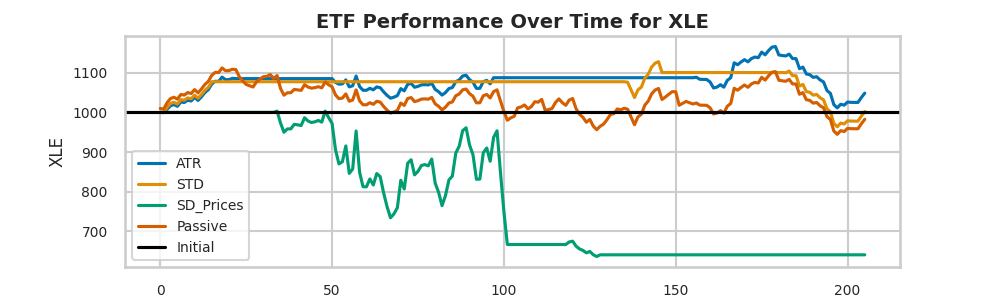 ETF Performance Over Time for XLE
XLE
1100
1000
900
800
700
ATR
STD
SD_Prices
Passive
Initial
0 50 100 150 200